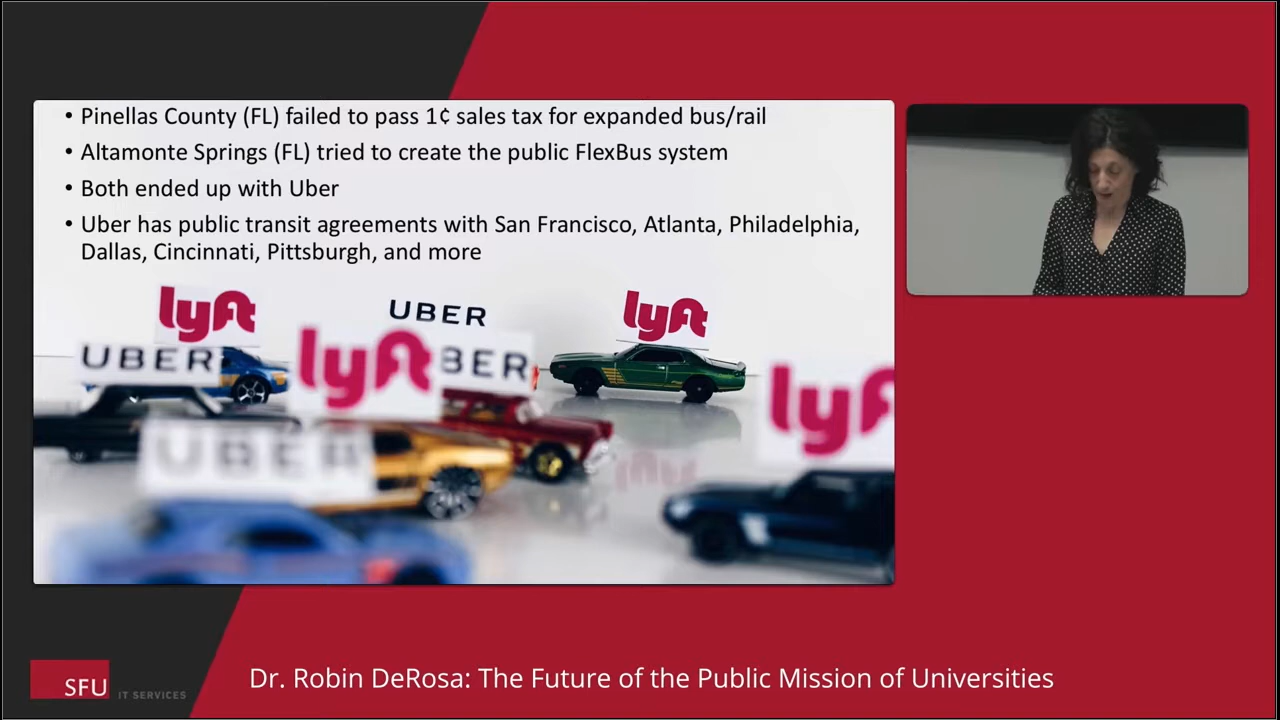 • Pinellas County (FL) failed to pass 1¢ sales tax for expanded bus/rail
• Altamonte Springs (FL) tried to create the public FlexBus system
• Both ended up with Uber
• Uber has public transit agreements with San Francisco, Atlanta, Philadelphia,
Dallas, Cincinnati, Pittsburgh, and more
lyft
UBER
lyft
UBER
lyft
BER
lyf
UBER
SFU
IT SERVICES
Dr. Robin DeRosa: The Future of the Public Mission of Universities